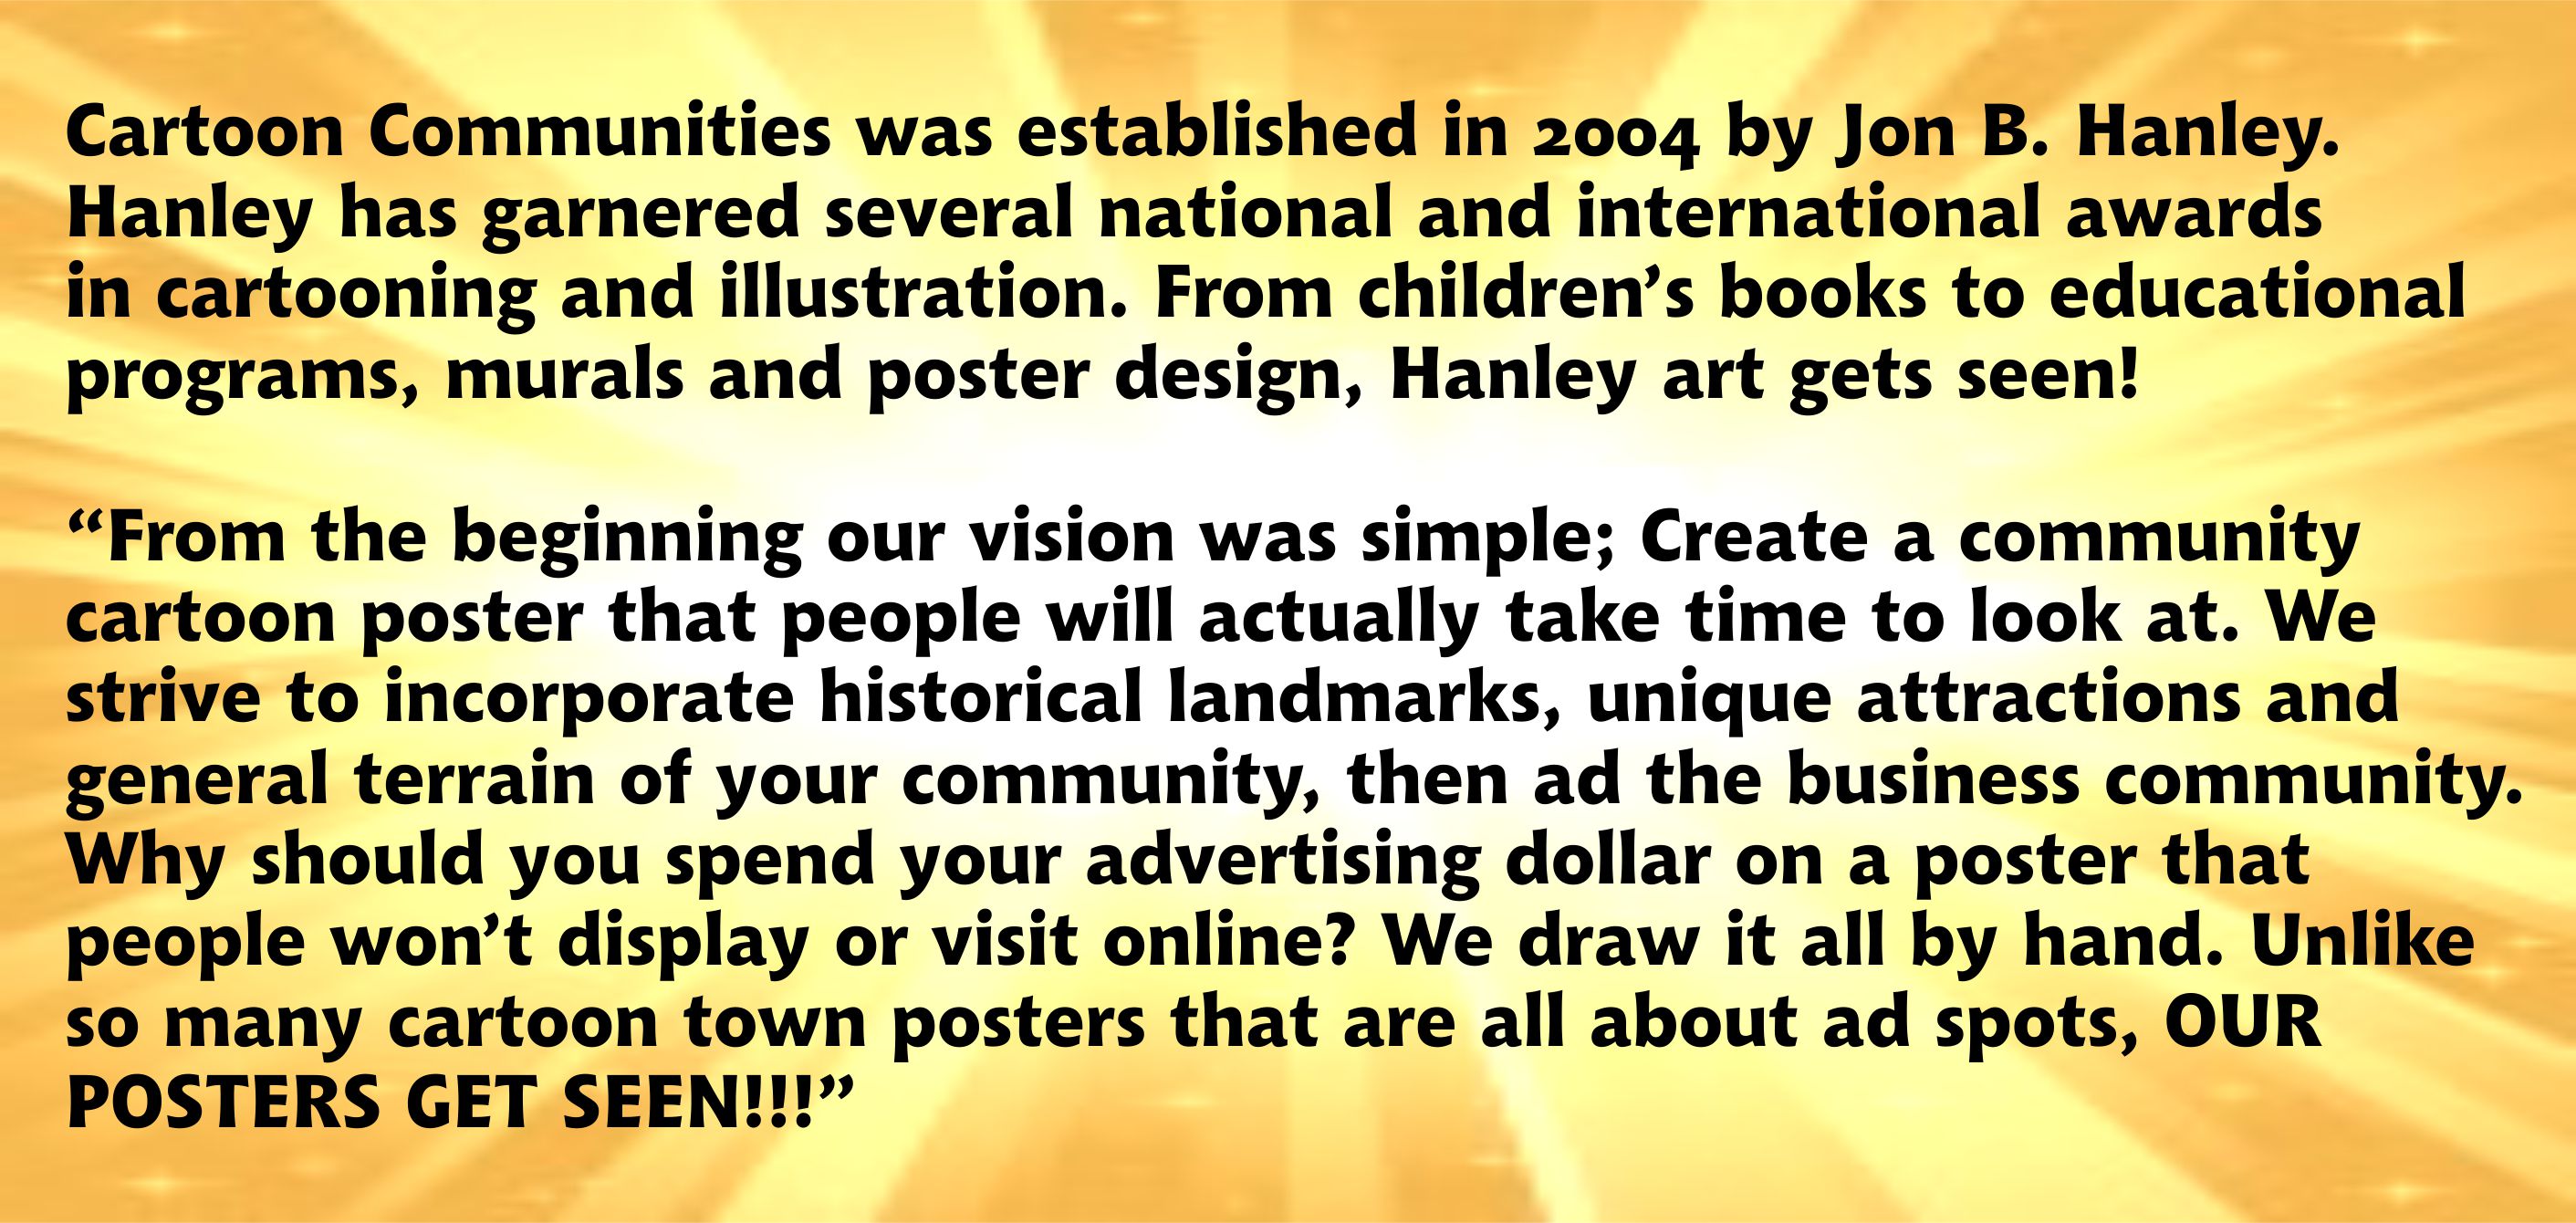 Cartoon Communities was established in 2004 by Jon B. Hanley.
Hanley has garnered several national and international awards
in cartooning and illustration. From children’s books to educational
programs, murals and poster design, Hanley art gets seen!
“From the beginning our vision was simple; Create a community
cartoon poster that people will actually take time to look at. We
strive to incorporate historical landmarks, unique attractions and
general terrain of your community, then ad the business community.
Why should you spend your advertising dollar on a poster that
people won’t display or visit online? We draw it all by hand. Unlike
so many cartoon town posters that are all about ad spots, OUR
POSTERS GET SEEN!!!”